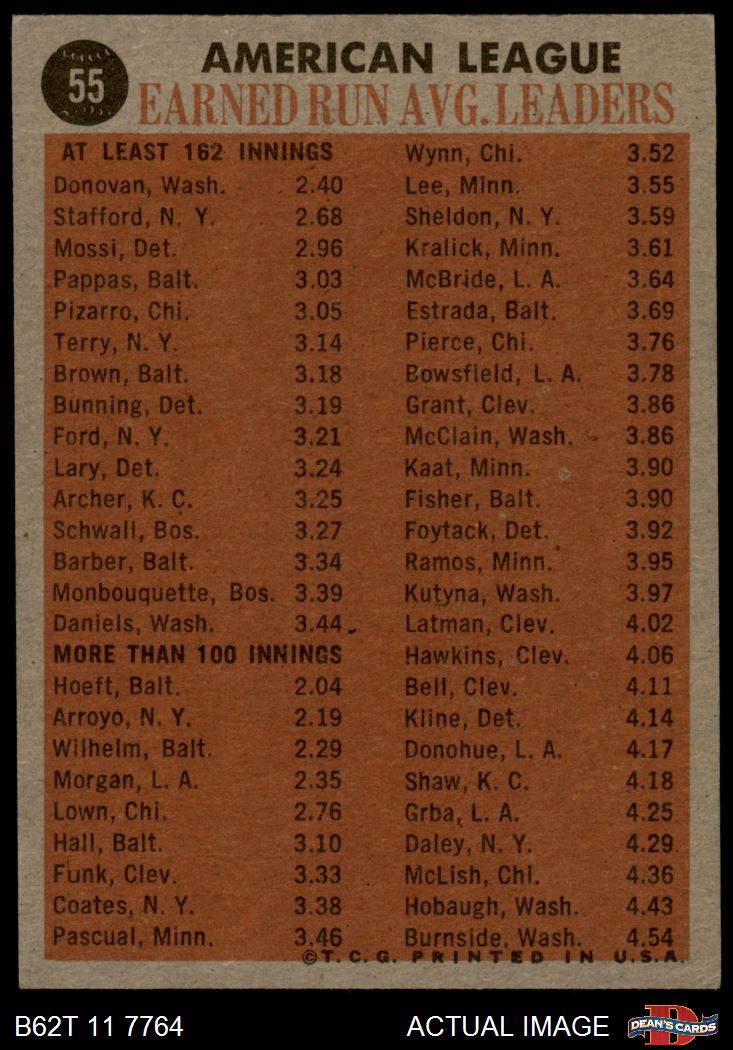 55
AMERICAN LEAGUE
EARNED RUN AVG. LEADERS
AT LEAST 162 INNINGS
Donovan, Wash. 2.40
Stafford, N. Y. 2.68
Mossi, Det. 2.96
Pappas, Balt. 3.03
Pizarro, Chi. 3.05
Terry, N. Y. 3.14
Brown, Balt. 3.18
Bunning, Det. 3.19
Ford, N. Y. 3.21
Lary, Det. 3.24
Archer, K. C. 3.25
Schwall, Bos. 3.27
Barber, Balt. 3.34
Monbouquette, Bos. 3.39
Daniels, Wash. 3.44
MORE THAN 100 INNINGS
Hoeft, Balt. 2.04
Arroyo, N. Y. 2.19
Wilhelm, Balt. 2.29
Morgan, L. A. 2.35
Lown, Chi. 2.76
Hall, Balt. 3.10
Funk, Clev. 3.33
Coates, N. Y. 3.38
Pascual, Minn. 3.46
Wynn, Chi. 3.52
Lee, Minn. 3.55
Sheldon, N. Y. 3.59
Kralick, Minn. 3.61
McBride, L. A. 3.64
Estrada, Balt. 3.69
Pierce, Chi. 3.76
Bowsfield, L. A. 3.78
Grant, Clev. 3.86
McClain, Wash. 3.86
Kaat, Minn. 3.90
Fisher, Balt. 3.90
Foytack, Det. 3.92
Ramos, Minn. 3.95
Kutyna, Wash. 3.97
Latman, Clev. 4.02
Hawkins, Clev. 4.06
Bell, Clev. 4.11
Kline, Det. 4.14
Donohue, L. A. 4.17
Shaw, K. C. 4.18
Grba, L. A. 4.25
Daley, N. Y. 4.29
McLish, Chi. 4.36
Hobaugh, Wash. 4.43
Burnside, Wash. 4.54
©T. C. G. PRINTED IN U.S.A.
B62T 11 7764
ACTUAL IMAGE
DEAN'S CARDS